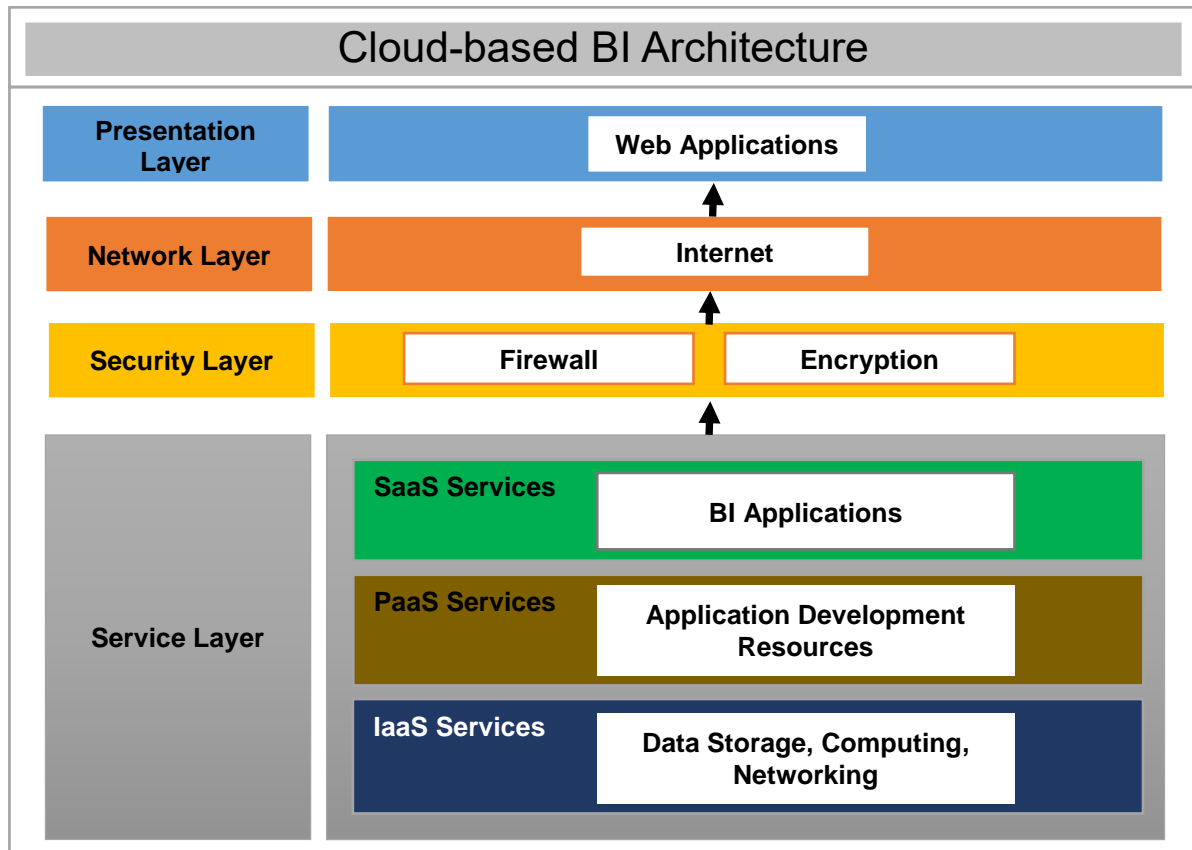 Cloud-based BI Architecture
Presentation
Layer
Web Applications
Network Layer
Internet
Security Layer
Firewall
Encryption
Service Layer
SaaS Services
BI Applications
PaaS Services
Application Development
Resources
IaaS Services
Data Storage, Computing,
Networking